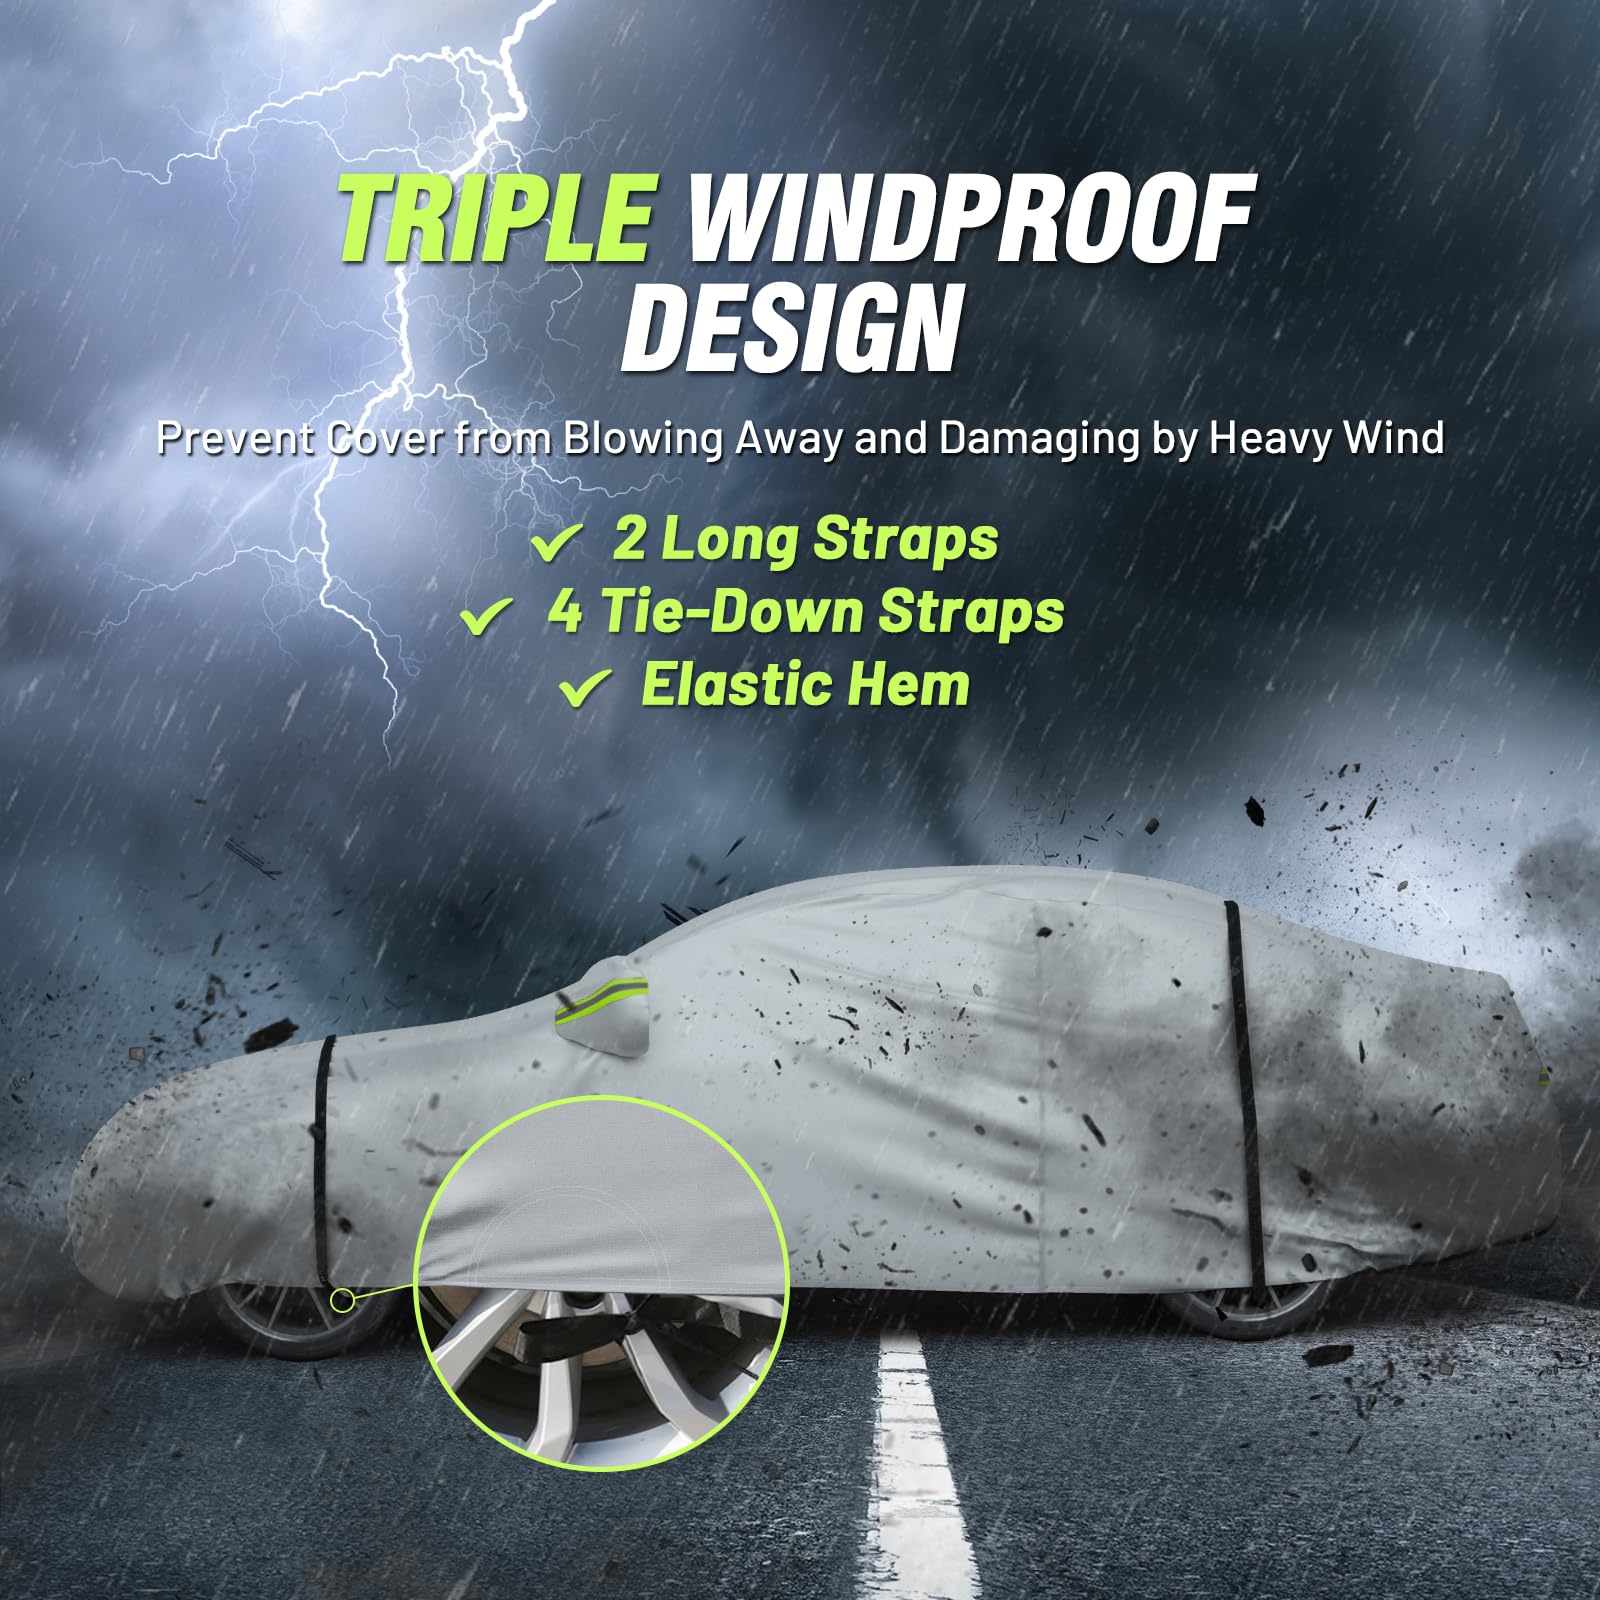 TRIPLE WINDPROOF
DESIGN
Prevent Cover from Blowing Away and Damaging by Heavy Wind
2 Long Straps
4 Tie-Down Straps
Elastic Hem